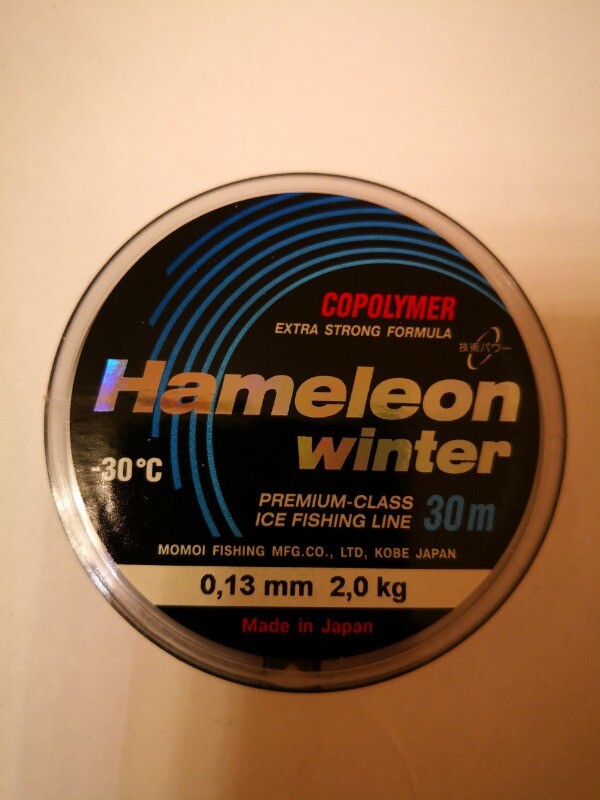 COPOLYMER
EXTRA STRONG FORMULA
技術パワー
Hameleon
winter
-30°C
PREMIUM-CLASS
ICE FISHING LINE 30m
MOMOI FISHING MFG.CO., LTD, KOBE JAPAN
0,13 mm 2,0 kg
Made in Japan